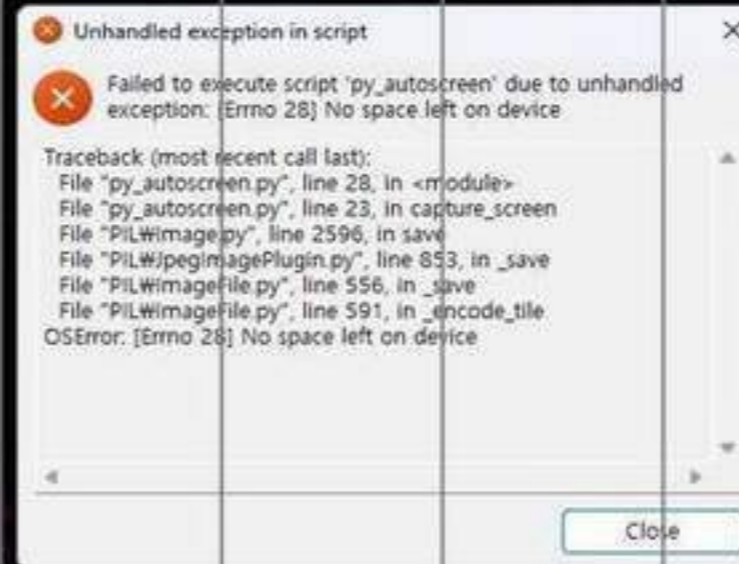 Unhandled exception in script
Failed to execute script 'py_autoscreen' due to unhandled
exception: [Errno 28] No space left on device
Traceback (most recent call last):
File "py_autoscreen.py", line 28, in <module>
File "py_autoscreen.py", line 23, in capture_screen
File "PIL₩Image.py", line 2596, in save
File "PIL₩JpegImagePlugin.py", line 853, in _save
File "PIL₩ImageFile.py", line 556, in _save
File "PIL₩ImageFile.py", line 591, in _encode_tile
OSError: [Errno 28] No space left on device
Close